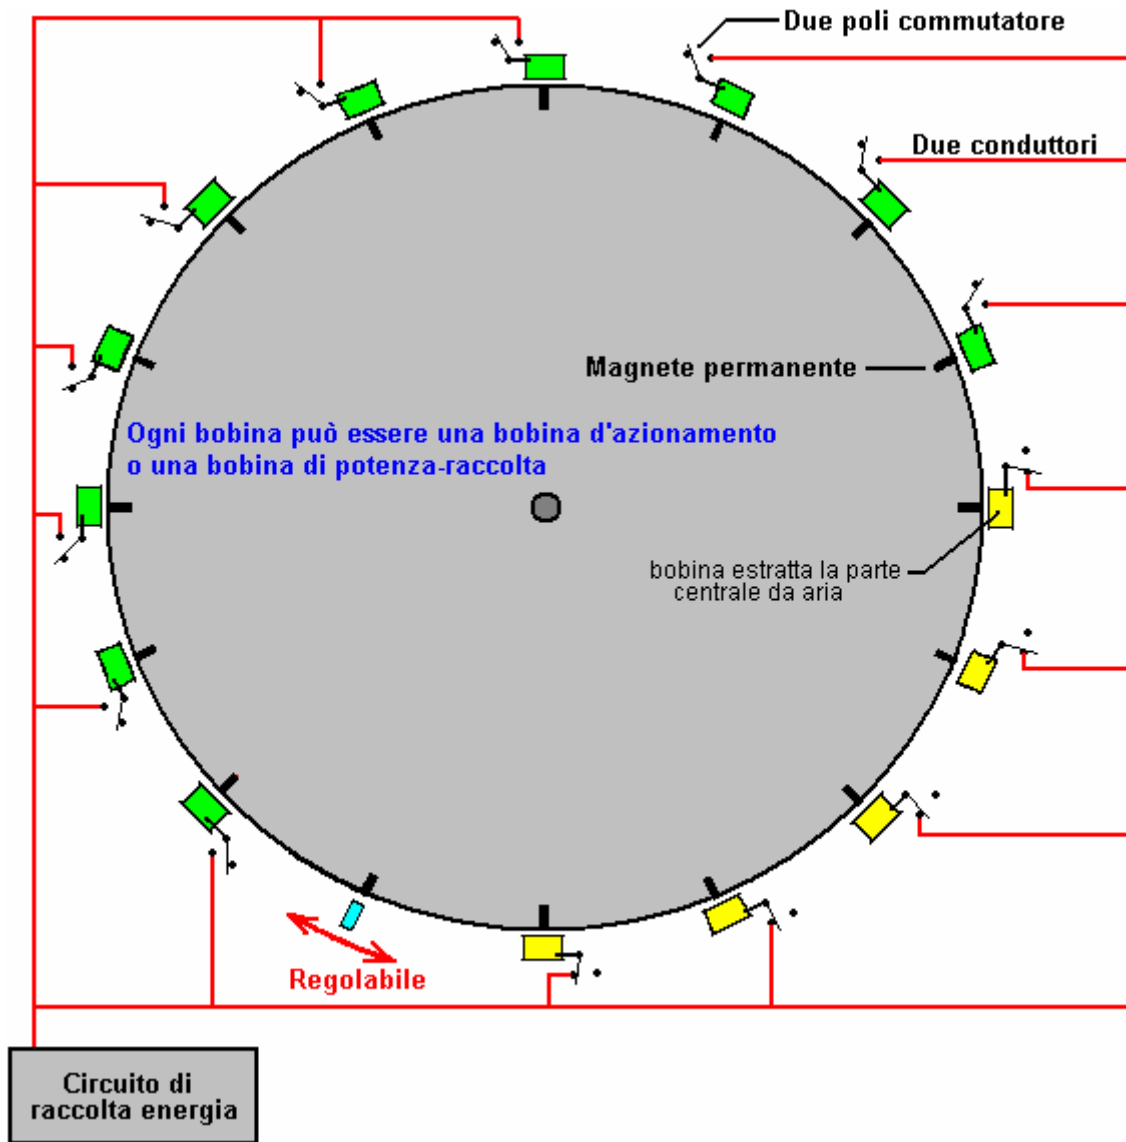 Due poli commutatore
Due conduttori
Magnete permanente
Ogni bobina può essere una bobina d'azionamento
o una bobina di potenza-raccolta
bobina estratta la parte
centrale da aria
Regolabile
Circuito di
raccolta energia